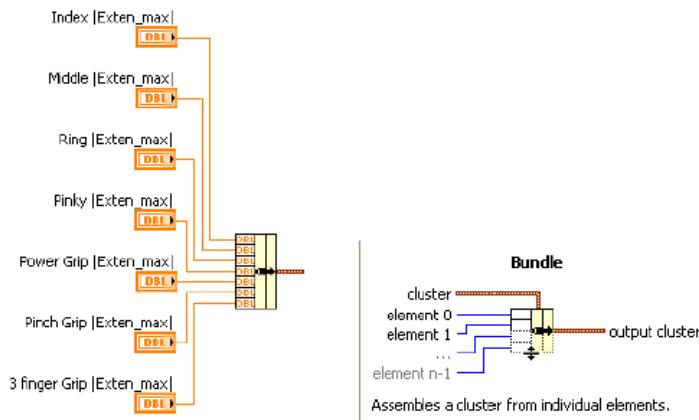 Index |Exten_max|
DBL
Middle |Exten_max|
DBL
Ring |Exten_max|
DBL
Pinky |Exten_max|
DBL
Power Grip |Exten_max|
DBL
Pinch Grip |Exten_max|
DBL
3 finger Grip |Exten_max|
DBL
DBL
DBL
DBL
DBL
DBL
DBL
DBL
Bundle
cluster
element 0
element 1
...
element n-1
output cluster
Assembles a cluster from individual elements.